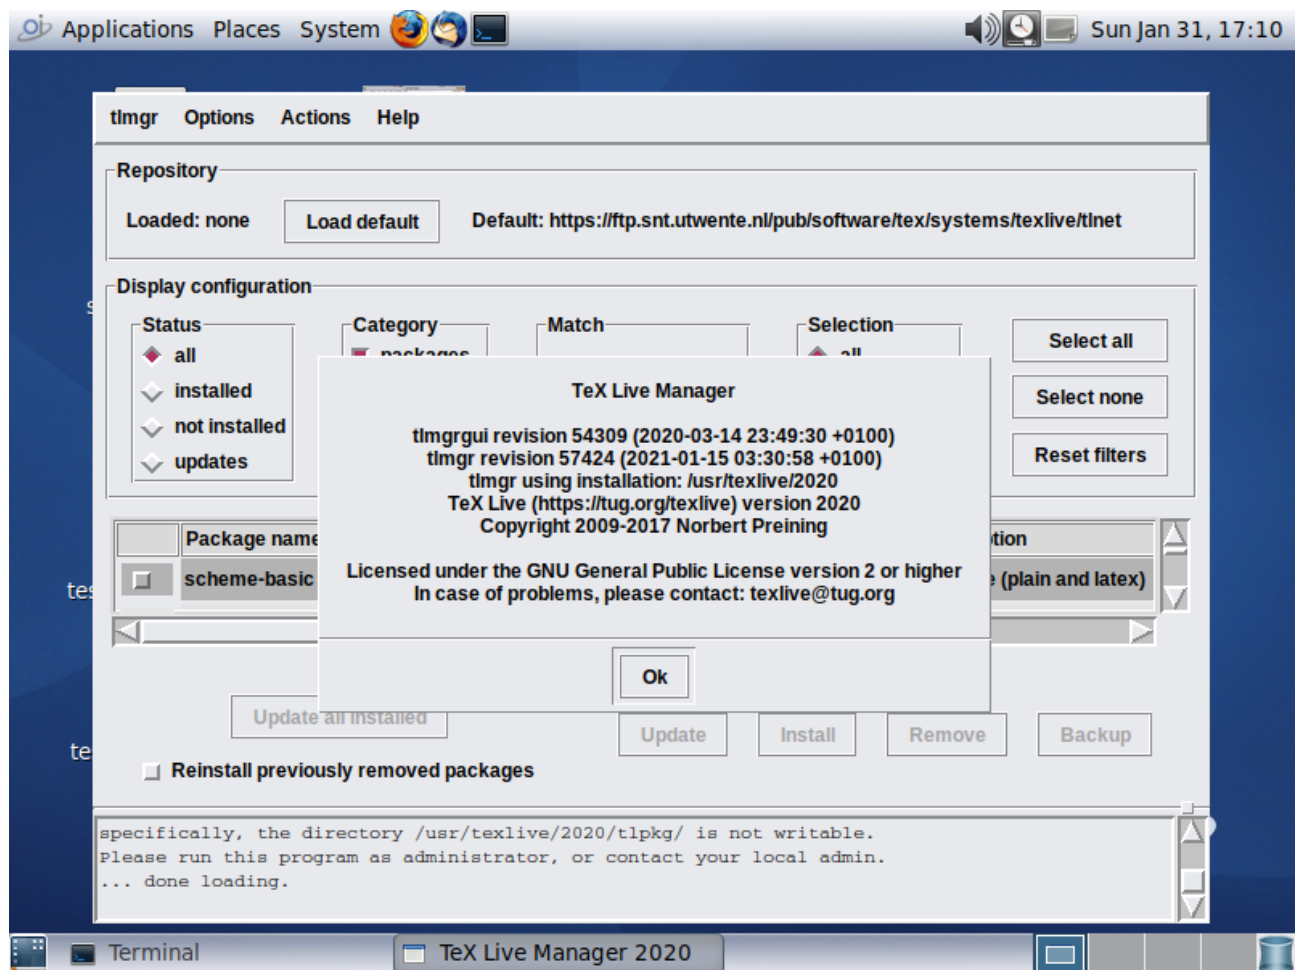 Applications Places System
Sun Jan 31, 17:10
tlmgr Options Actions Help
Repository
Loaded: none
Load default
Default: https://ftp.snt.utwente.nl/pub/software/tex/systems/texlive/tlnet
Display configuration
Status
Category
Match
Selection
all
packages
all
Select all
installed
Select none
not installed
updates
Reset filters
TeX Live Manager
tlmgrgui revision 54309 (2020-03-14 23:49:30 +0100)
tlmgr revision 57424 (2021-01-15 03:30:58 +0100)
tlmgr using installation: /usr/texlive/2020
TeX Live (https://tug.org/texlive) version 2020
Copyright 2009-2017 Norbert Preining
Licensed under the GNU General Public License version 2 or higher
In case of problems, please contact: texlive@tug.org
Ok
Package name
tion
scheme-basic
(plain and latex)
tes
te
Update all installed
Update
Install
Remove
Backup
Reinstall previously removed packages
specifically, the directory /usr/texlive/2020/tlpkg/ is not writable.
Please run this program as administrator, or contact your local admin.
... done loading.
Terminal
TeX Live Manager 2020